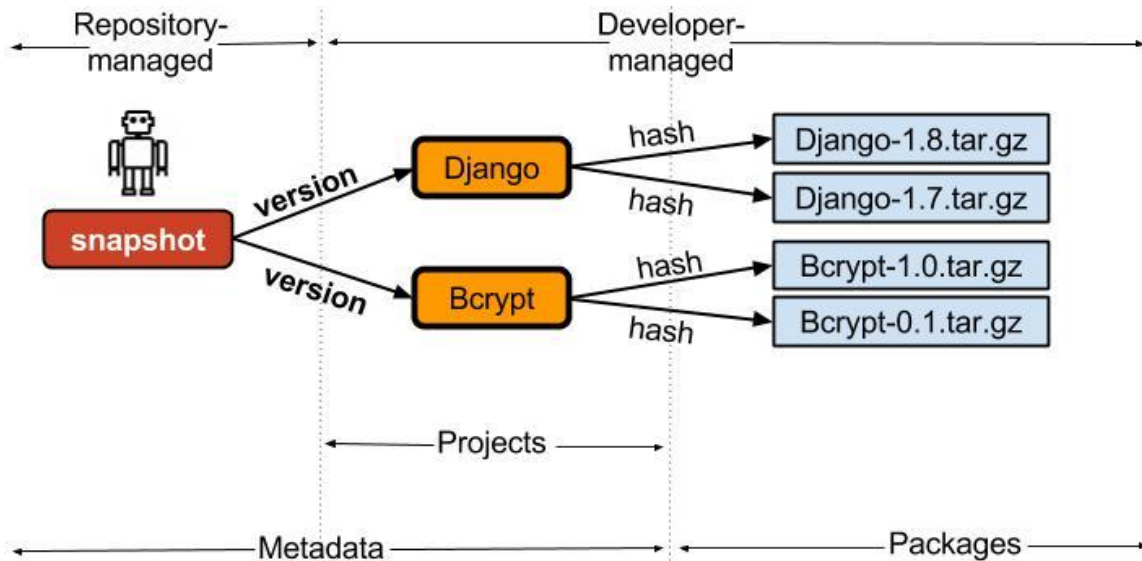 Repository-
managed
Developer-
managed
snapshot
version
version
Django
Bcrypt
hash
hash
hash
hash
Django-1.8.tar.gz
Django-1.7.tar.gz
Bcrypt-1.0.tar.gz
Bcrypt-0.1.tar.gz
Projects
Metadata
Packages